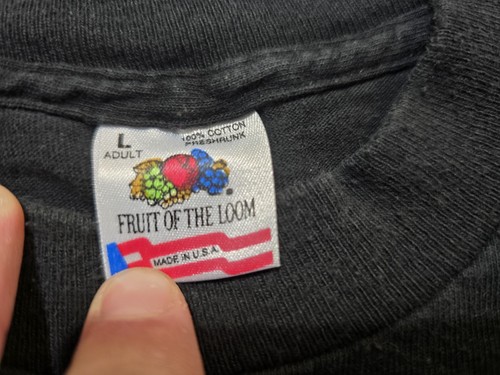 L
ADULT
100% COTTON
PRESHRUNK
FRUIT OF THE LOOM
MADE IN U.S.A.